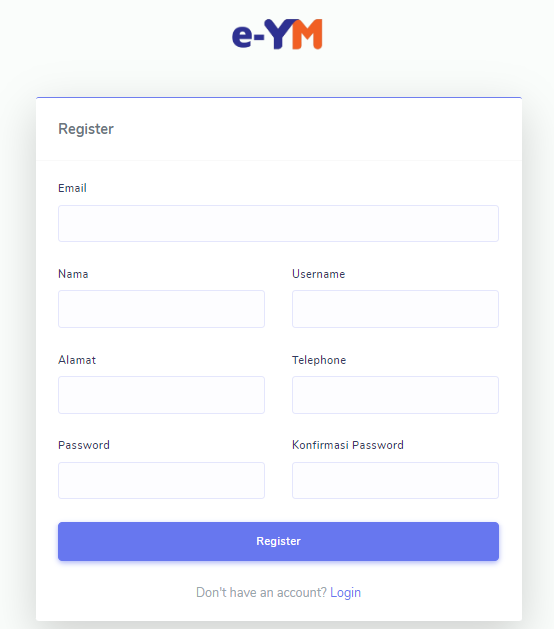 e-YM
Register
Email
Nama Username
Alamat Telephone
Password Konfirmasi Password
Register
Don't have an account? Login